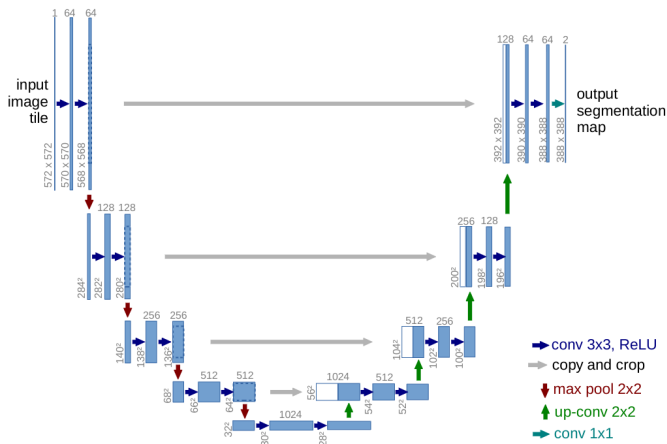 1
64
64
input
image
tile
572 x 572
570 x 570
568 x 568
128
64
64
2
output
segmentation
map
392 x 392
390 x 390
388 x 388
388 x 388
128
128
284²
282²
280²
256
128
200²
198²
196²
256
256
140²
138²
136²
512
256
104²
102²
100²
512
512
68²
66²
64²
1024
512
56²
54²
52²
1024
32²
30²
28²
conv 3x3, ReLU
copy and crop
max pool 2x2
up-conv 2x2
conv 1x1